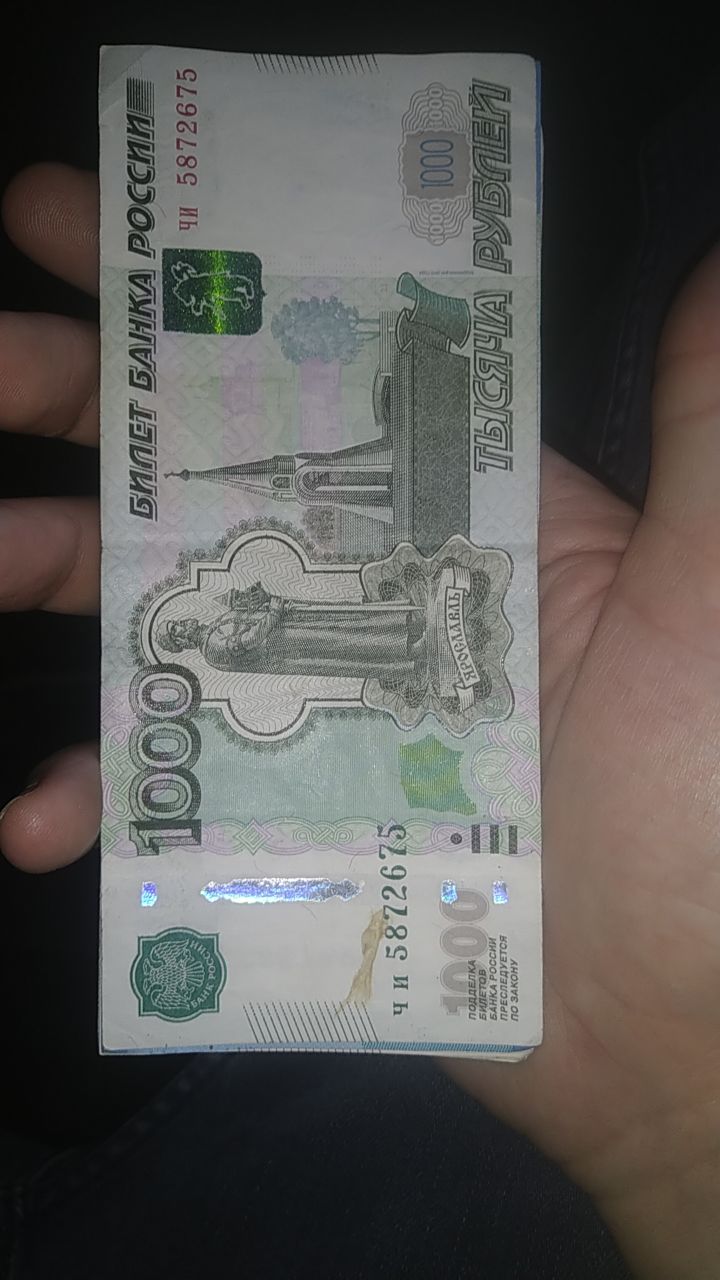 1000
БИЛЕТ БАНКА РОССИИ
чи 5872675
БАНК РОССИИ
чи 5872675
1000
ПОДДЕЛКА
БИЛЕТОВ
БАНКА РОССИИ
ПРЕСЛЕДУЕТСЯ
ПО ЗАКОНУ
ЯРОСЛАВЛЬ
1000 1000 1000
ТЫСЯЧА РУБЛЕЙ